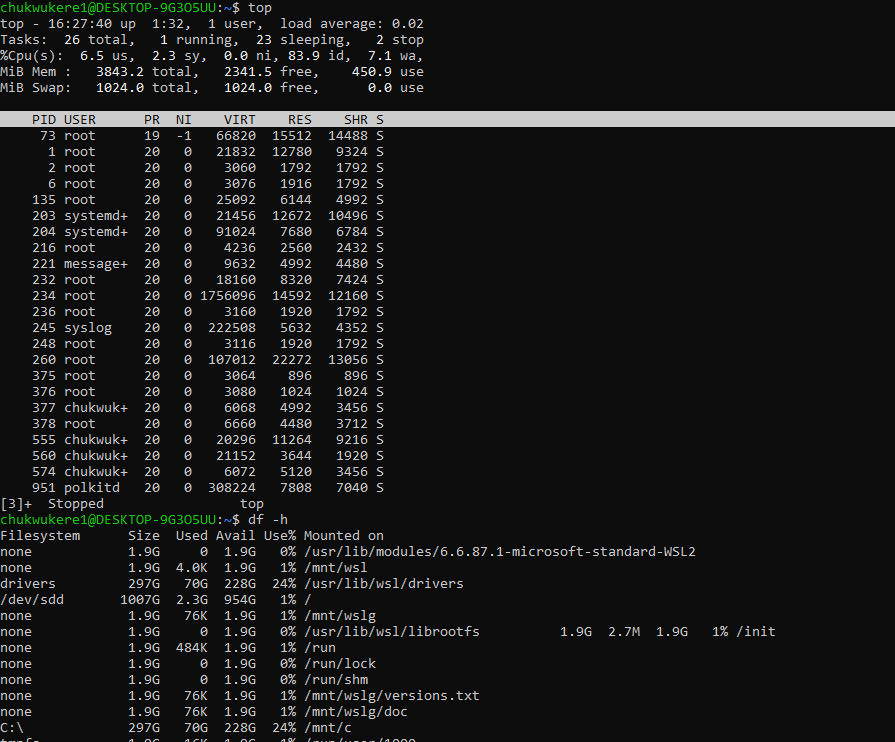 chukwukere1@DESKTOP-9G3O5UU:~$ top
top - 16:27:40 up  1:32,  1 user,  load average: 0.02
Tasks:  26 total,   1 running,  23 sleeping,   2 stop
%Cpu(s):  6.5 us,  2.3 sy,  0.0 ni, 83.9 id,  7.1 wa,
MiB Mem :   3843.2 total,   2341.5 free,    450.9 use
MiB Swap:   1024.0 total,   1024.0 free,      0.0 use
    PID USER      PR  NI    VIRT    RES    SHR S
     73 root      19  -1   66820  15512  14488 S
      1 root      20   0   21832  12780   9324 S
      2 root      20   0    3060   1792   1792 S
      6 root      20   0    3076   1916   1792 S
    135 root      20   0   25092   6144   4992 S
    203 systemd+  20   0   21456  12672  10496 S
    204 systemd+  20   0   91024   7680   6784 S
    216 root      20   0    4236   2560   2432 S
    221 message+  20   0    9632   4992   4480 S
    232 root      20   0   18160   8320   7424 S
    234 root      20   0 1756096  14592  12160 S
    236 root      20   0    3160   1920   1792 S
    245 syslog    20   0  222508   5632   4352 S
    248 root      20   0    3116   1920   1792 S
    260 root      20   0  107012  22272  13056 S
    375 root      20   0    3064    896    896 S
    376 root      20   0    3080   1024   1024 S
    377 chukwuk+  20   0    6068   4992   3456 S
    378 root      20   0    6660   4480   3712 S
    555 chukwuk+  20   0   20296  11264   9216 S
    560 chukwuk+  20   0   21152   3644   1920 S
    574 chukwuk+  20   0    6072   5120   3456 S
    951 polkitd   20   0  308224   7808   7040 S
[3]+  Stopped                 top
chukwukere1@DESKTOP-9G3O5UU:~$ df -h
Filesystem      Size  Used Avail Use% Mounted on
none            1.9G     0  1.9G   0% /usr/lib/modules/6.6.87.1-microsoft-standard-WSL2
none            1.9G  4.0K  1.9G   1% /mnt/wsl
drivers         297G   70G  228G  24% /usr/lib/wsl/drivers
/dev/sdd       1007G  2.3G  954G   1% /
none            1.9G   76K  1.9G   1% /mnt/wslg
none            1.9G     0  1.9G   0% /usr/lib/wsl/librootfs          1.9G  2.7M  1.9G   1% /init
none            1.9G  484K  1.9G   1% /run
none            1.9G     0  1.9G   0% /run/lock
none            1.9G     0  1.9G   0% /run/shm
none            1.9G   76K  1.9G   1% /mnt/wslg/versions.txt
none            1.9G   76K  1.9G   1% /mnt/wslg/doc
C:\             297G   70G  228G  24% /mnt/c
tmpfs           1.9G   16K  1.9G   1% /run/user/1000